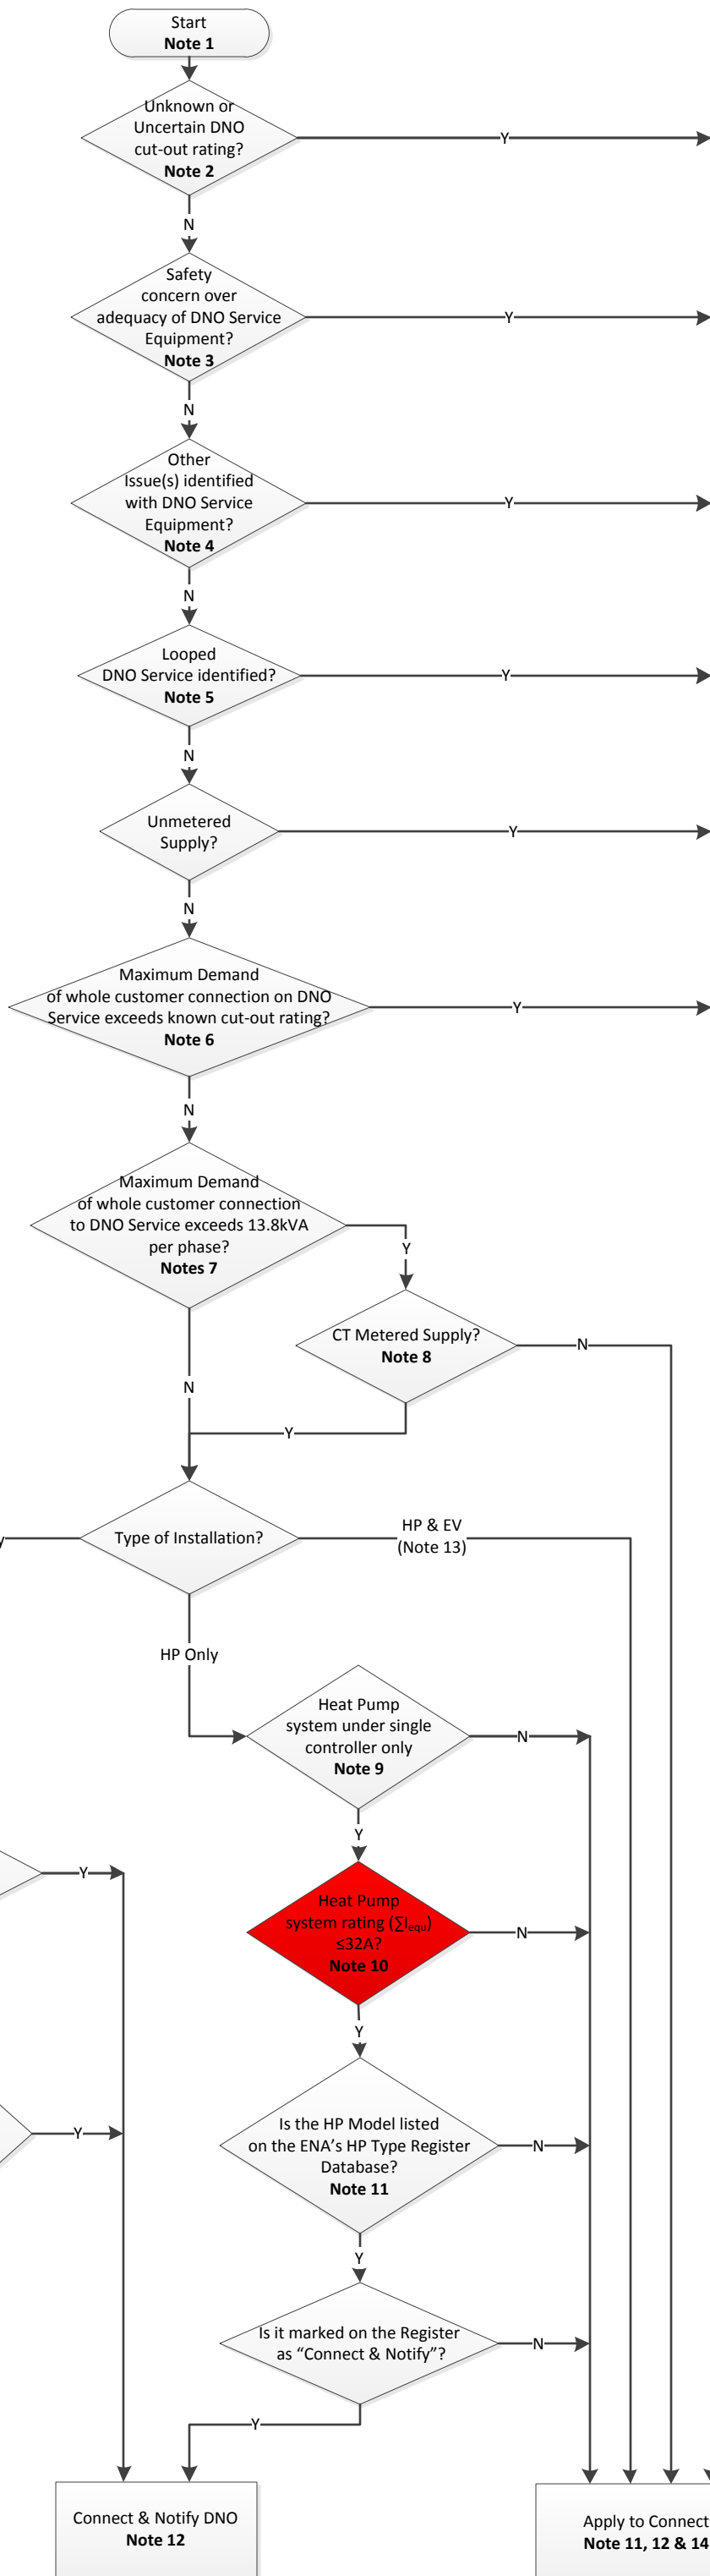 Start
Note 1
Unknown or
Uncertain DNO
cut-out rating?
Note 2
Y
N
Safety
concern over
adequacy of DNO Service
Equipment?
Note 3
Y
N
Other
Issue(s) identified
with DNO Service
Equipment?
Note 4
Y
N
Looped
DNO Service identified?
Note 5
Y
N
Unmetered
Supply?
Y
N
Maximum Demand
of whole customer connection on DNO
Service exceeds known cut-out rating?
Note 6
Y
N
Maximum Demand
of whole customer connection
to DNO Service exceeds 13.8kVA
per phase?
Notes 7
Y
CT Metered Supply?
Note 8
N
N
Y
Type of Installation?
HP & EV
(Note 13)
y
HP Only
Heat Pump
system under single
controller only
Note 9
N
Y
Y
Heat Pump
system rating (∑Iequ)
≤32A?
Note 10
N
Y
Is the HP Model listed
on the ENA's HP Type Register
Database?
Note 11
Y
N
Y
Is it marked on the Register
as “Connect & Notify”?
N
Y
Connect & Notify DNO
Note 12
Apply to Connect
Note 11, 12 & 14